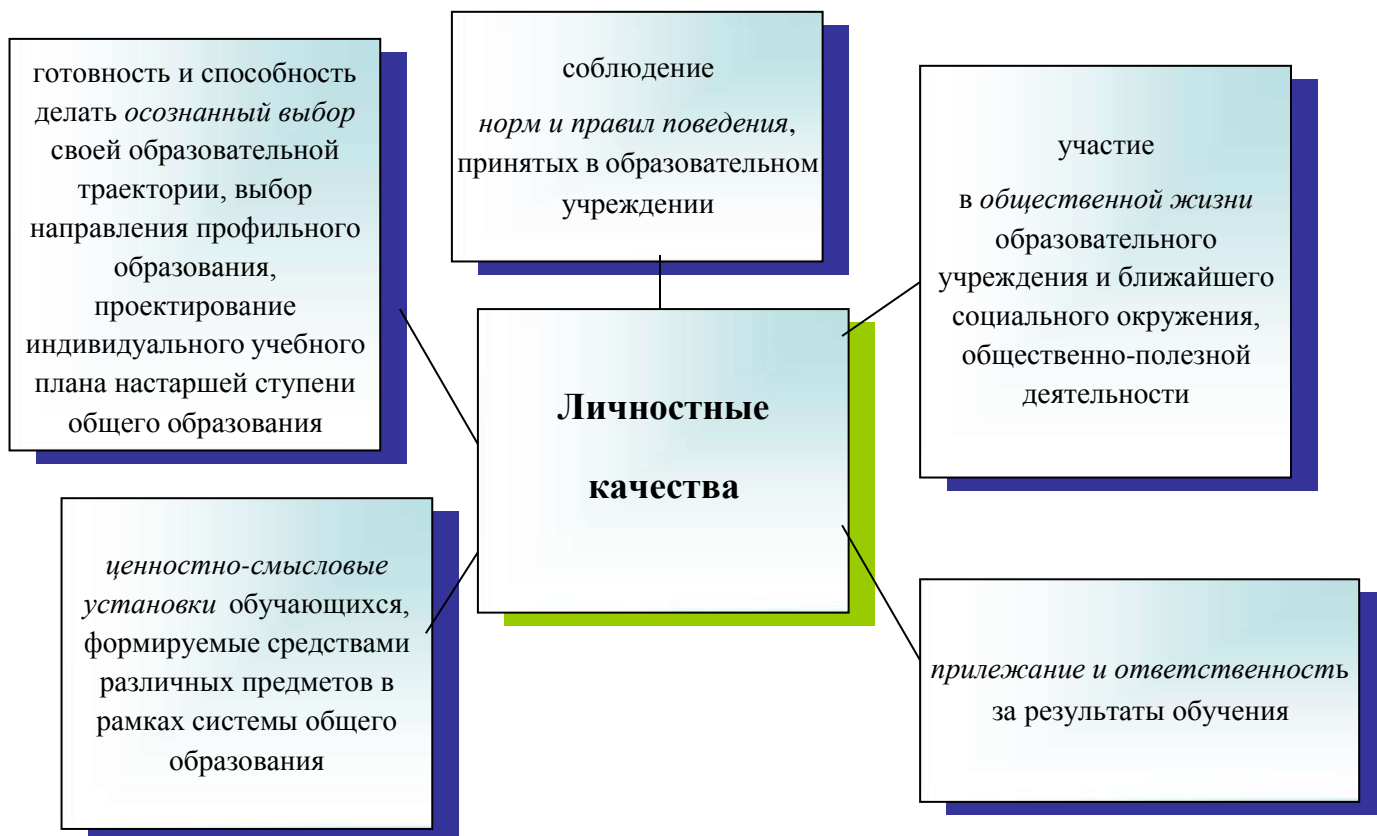 готовность и способность
делать осознанный выбор
своей образовательной
траектории, выбор
направления профильного
образования,
проектирование
индивидуального учебного
плана настаршей ступени
общего образования
соблюдение
норм и правил поведения,
принятых в образовательном
учреждении
участие
в общественной жизни
образовательного
учреждения и ближайшего
социального окружения,
общественно-полезной
деятельности
Личностные
качества
ценностно-смысловые
установки обучающихся,
формируемые средствами
различных предметов в
рамках системы общего
образования
прилежание и ответственность
за результаты обучения